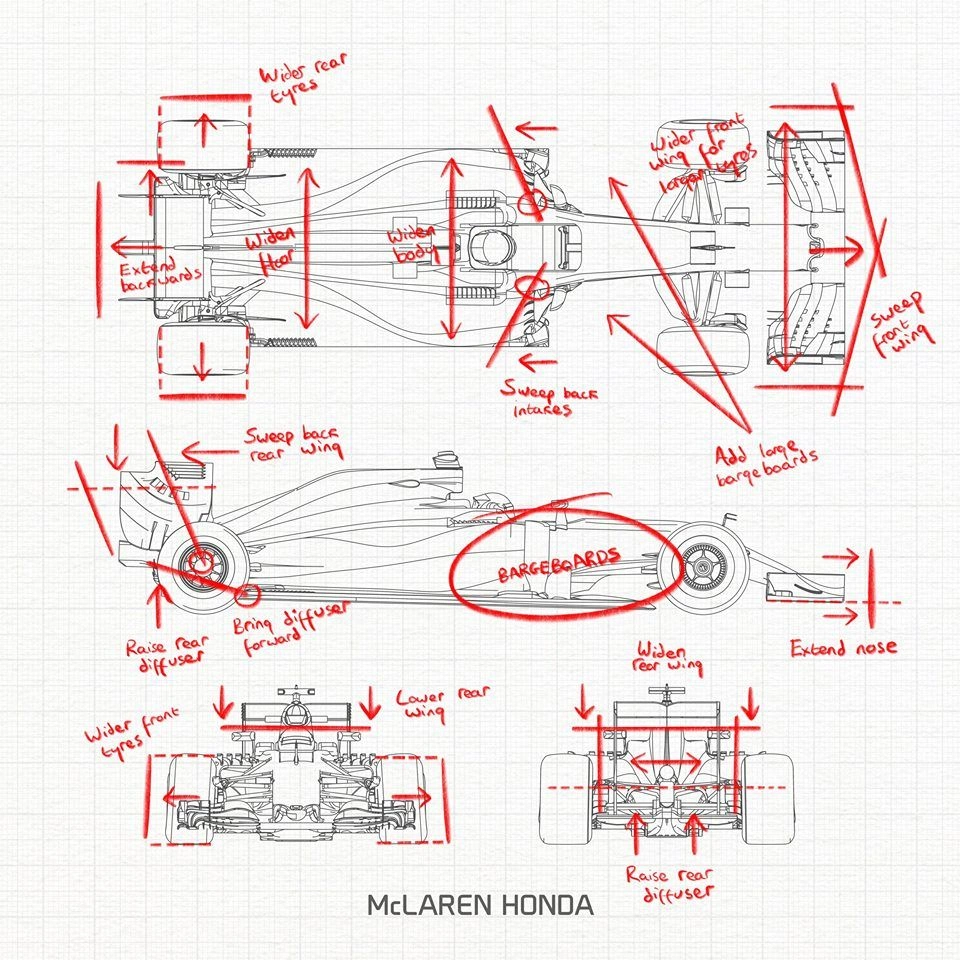 Wider rear
tyres
Wider front
wing for
larger tyres
Widen
floor
Widen
body
Extend
backwards
Sweep
front
wing
Sweep back
intakes
Add large
bargeboards
Sweep back
rear wing
BARGEBOARDS
Raise rear
diffuser
Bring diffuser
forward
Extend nose
Widen
rear wing
Lower rear
wing
Wider front
tyres
Raise rear
diffuser
McLAREN HONDA